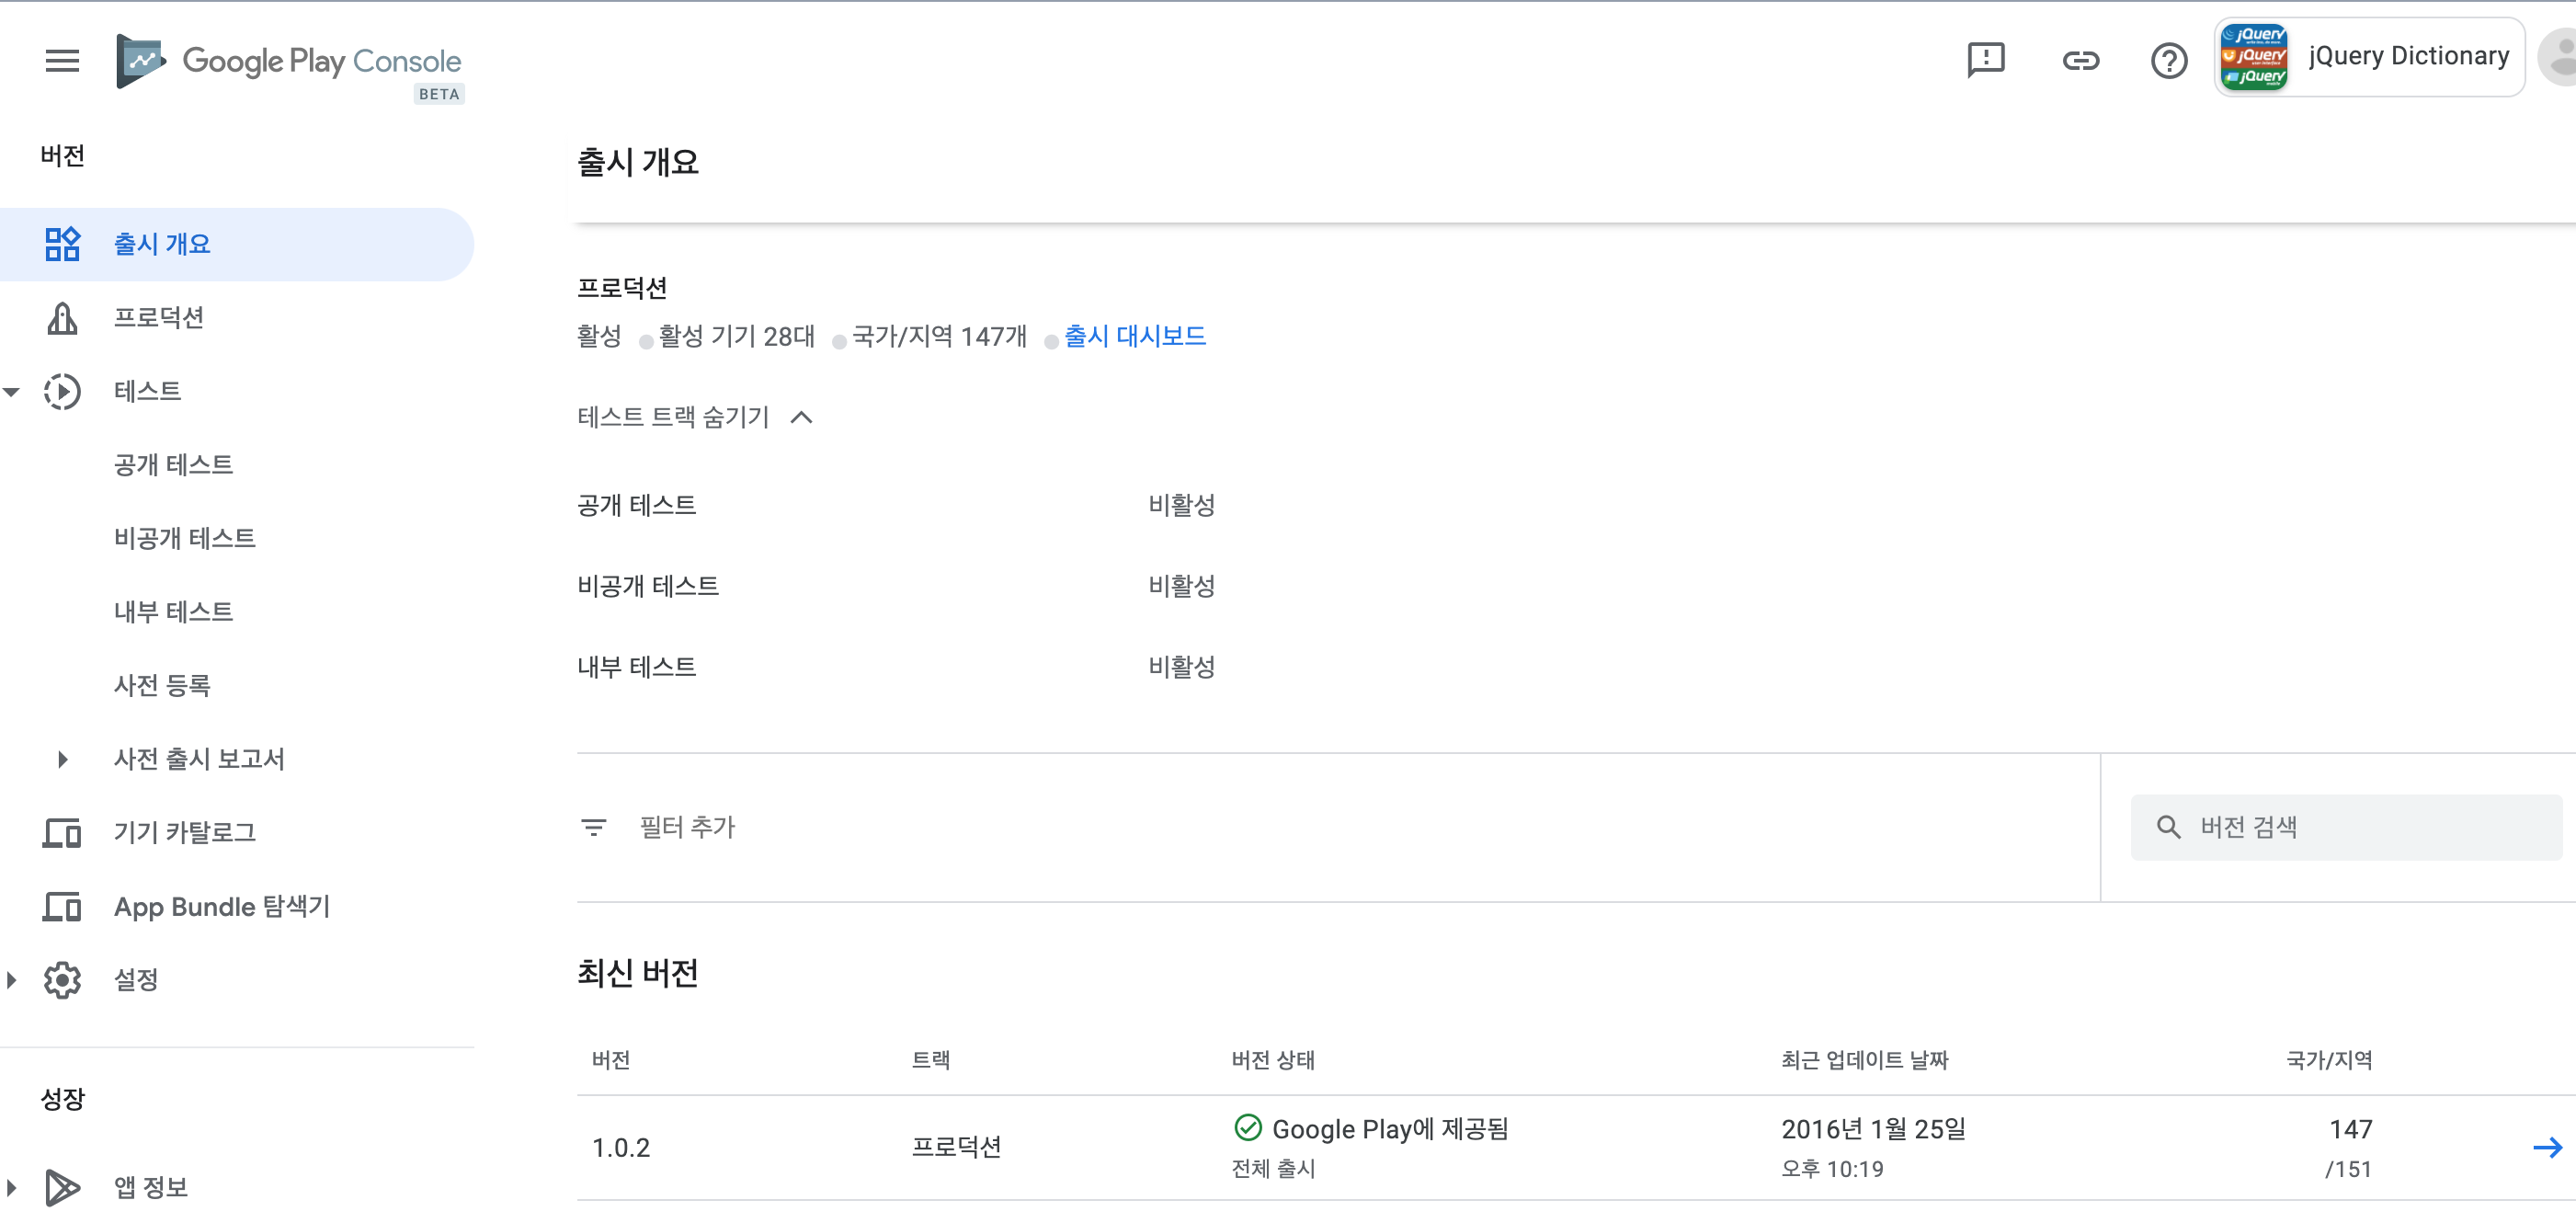 Google Play Console
BETA
jQuery
jQuery
jQuery
jQuery Dictionary
버전
출시 개요
프로덕션
테스트
공개 테스트
비공개 테스트
내부 테스트
사전 등록
사전 출시 보고서
기기 카탈로그
App Bundle 탐색기
설정
성장
앱 정보
출시 개요
프로덕션
활성 활성 기기 28대 국가/지역 147개 출시 대시보드
테스트 트랙 숨기기
공개 테스트 비활성
비공개 테스트 비활성
내부 테스트 비활성
필터 추가 버전 검색
최신 버전
버전 트랙 버전 상태 최근 업데이트 날짜 국가/지역
1.0.2 프로덕션 Google Play에 제공됨 2016년 1월 25일 147
전체 출시 오후 10:19 /151